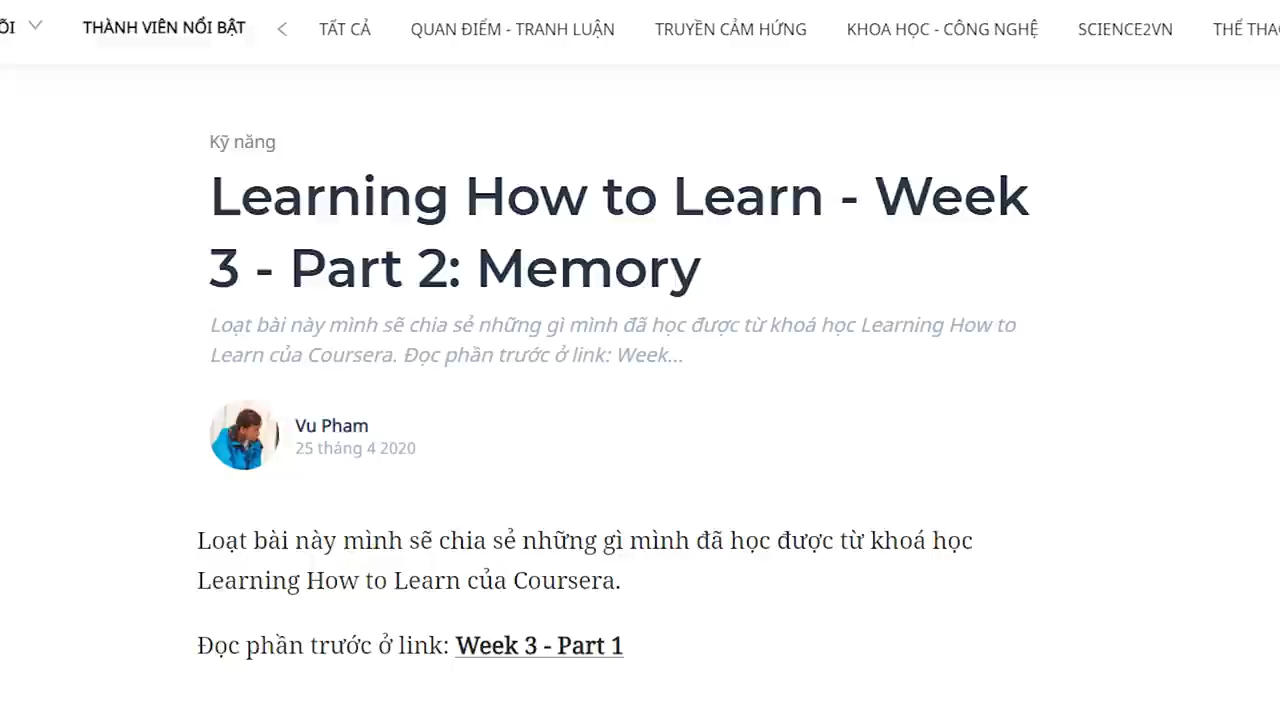 ÕI THÀNH VIÊN NỔI BẬT TẤT CẢ QUAN ĐIỂM - TRANH LUẬN TRUYỀN CẢM HỨNG KHOA HỌC - CÔNG NGHỆ SCIENCE2VN THỂ THAO
Kỹ năng
Learning How to Learn - Week
3 - Part 2: Memory
Loạt bài này mình sẽ chia sẻ những gì mình đã học được từ khoá học Learning How to
Learn của Coursera. Đọc phần trước ở link: Week...
Vu Pham
25 tháng 4 2020
Loạt bài này mình sẽ chia sẻ những gì mình đã học được từ khoá học
Learning How to Learn của Coursera.
Đọc phần trước ở link: Week 3 - Part 1